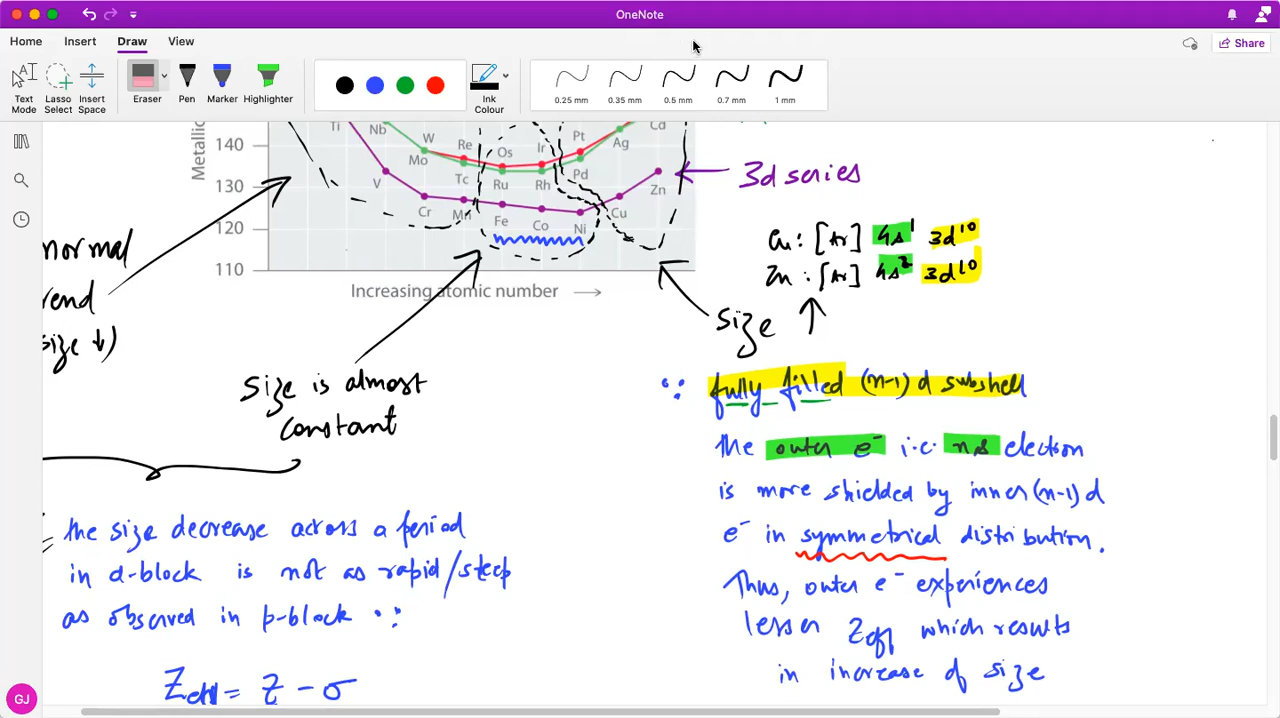 OneNote
Home Insert Draw View
Share
Text Mode
Lasso Select
Insert Space
Eraser
Pen
Marker
Highlighter
Ink Colour
0.25 mm 0.35 mm 0.5 mm 0.7 mm 1 mm
Metallic
140
130
120
110
Ti Nb W Re Os Ir Pt Cd
Mo Tc Ru Rh Pd Ag
V Cr Mn Fe Co Ni Cu Zn
Increasing atomic number →
3d series
Cu: [Ar] 4s¹ 3d¹⁰
Zn: [Ar] 4s² 3d¹⁰
normal
rend
size ↓)
size is almost
constant
size ↑
∵ fully filled (n-1) d subshell
the outer e⁻ i.e. ns electron
is more shielded by inner (n-1) d
e⁻ in symmetrical distribution.
Thus, outer e⁻ experiences
lesser Zeff which results
in increase of size
the size decrease across a period
in d-block is not as rapid/steep
as observed in p-block ∵
Zeff = Z - σ
GJ